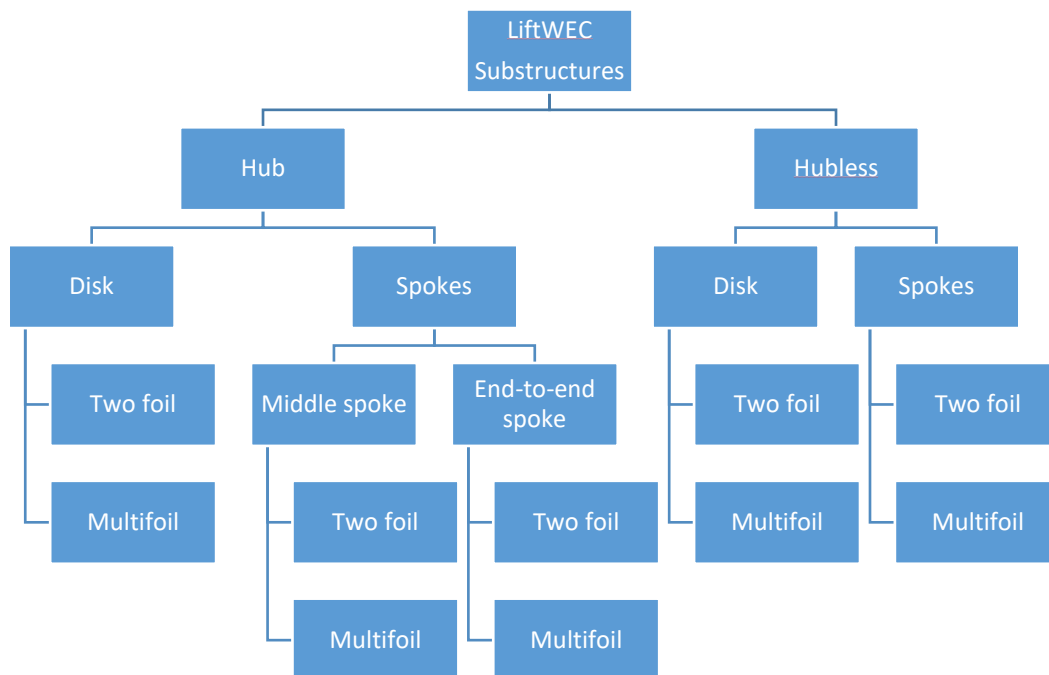 LiftWEC
Substructures
Hub
Hubless
Disk
Spokes
Disk
Spokes
Two foil
Middle spoke
End-to-end
spoke
Two foil
Two foil
Multifoil
Two foil
Two foil
Multifoil
Multifoil
Multifoil
Multifoil